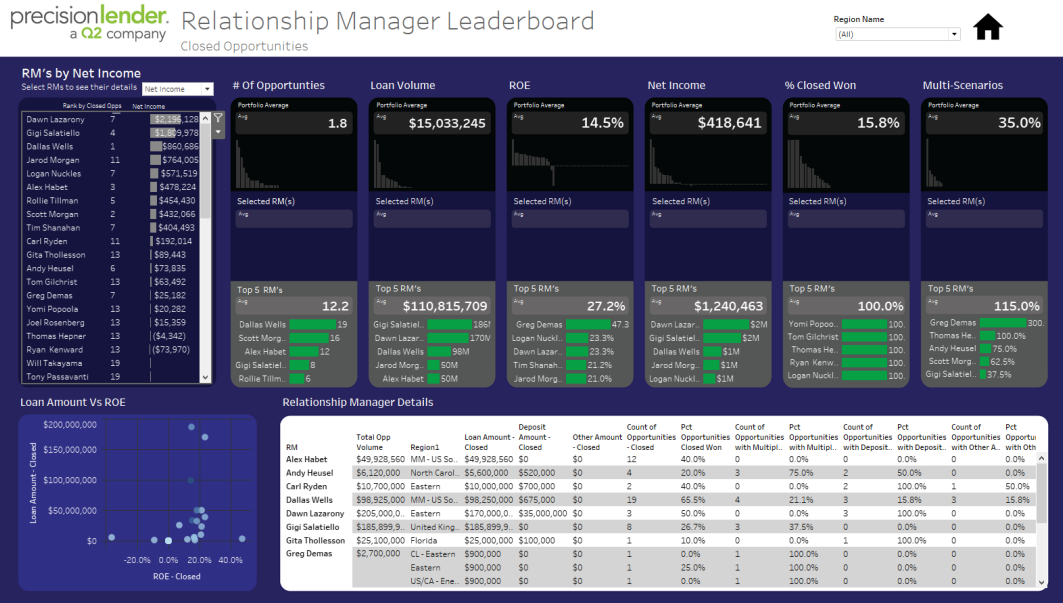 precisionlender.
a Q2 company
Relationship Manager Leaderboard
Closed Opportunities
Region Name
(All)
RM's by Net Income
Select RMs to see their details
Net Income
Rank by Closed Opps Net Income
Dawn Lazarony 7 $2,196,128
Gigi Salatiello 4 $1,809,978
Dallas Wells 1 $860,686
Jarod Morgan 11 $764,005
Logan Nuckles 7 $571,519
Alex Habet 3 $478,224
Rollie Tillman 5 $454,430
Scott Morgan 2 $432,066
Tim Shanahan 7 $404,493
Carl Ryden 11 $192,014
Gita Thollesson 13 $89,443
Andy Heusel 6 $73,835
Tom Gilchrist 13 $63,492
Greg Demas 7 $25,182
Yomi Popoola 13 $20,282
Joel Rosenberg 13 $15,359
Thomas Hepner 13 ($4,342)
Ryan Kenward 13 ($73,970)
Will Takayama 19
Tony Passavanti 19
# Of Opportunities
Portfolio Average
Avg 1.8
Selected RM(s)
Avg
Top 5 RM's
Avg 12.2
Dallas Wells 19
Scott Morg.. 16
Alex Habet 12
Gigi Salatiel.. 8
Rollie Tillm.. 6
Loan Volume
Portfolio Average
Avg $15,033,245
Selected RM(s)
Avg
Top 5 RM's
Avg $110,815,709
Gigi Salatiel.. 186M
Dawn Lazar.. 170M
Dallas Wells 98M
Jarod Morg.. 50M
Alex Habet 50M
ROE
Portfolio Average
Avg 14.5%
Selected RM(s)
Avg
Top 5 RM's
Avg 27.2%
Greg Demas 47.3
Logan Nuckl.. 23.3%
Dawn Lazar.. 23.3%
Tim Shanah.. 21.2%
Jarod Morg.. 21.0%
Net Income
Portfolio Average
Avg $418,641
Selected RM(s)
Avg
Top 5 RM's
Avg $1,240,463
Dawn Lazar.. $2M
Gigi Salatiel.. $2M
Dallas Wells $1M
Jarod Morg.. $1M
Logan Nuckl.. $1M
% Closed Won
Portfolio Average
Avg 15.8%
Selected RM(s)
Avg
Top 5 RM's
Avg 100.0%
Yomi Popoo.. 100.
Tom Gilchrist 100.
Thomas He.. 100.
Ryan Kenw.. 100.
Logan Nuckl.. 100.
Multi-Scenarios
Portfolio Average
Avg 35.0%
Selected RM(s)
Avg
Top 5 RM's
Avg 115.0%
Greg Demas 300.
Thomas He.. 100.0%
Andy Heusel 75.0%
Scott Morg.. 62.5%
Gigi Salatiel.. 37.5%
Loan Amount Vs ROE
Loan Amount - Closed
$200,000,000
$150,000,000
$100,000,000
$50,000,000
$0
-20.0% 0.0% 20.0% 40.0%
ROE - Closed
Relationship Manager Details
Deposit Count of Pct Count of Pct Count of Pct Count of Pct
Total Opp Loan Amount - Amount - Other Amount Opportunities Opportunities Opportunities Opportunities Opportunities Opportunities Opportunities Opportu
RM Volume Region1 Closed Closed - Closed - Closed Closed Won with Multipl.. with Multipl.. with Deposit.. with Deposi.. with Other A.. with Oth
Alex Habet $49,928,560 MM - US So.. $49,928,560 $0 $0 12 40.0% 0 0.0% 0 0.0% 0 0.0%
Andy Heusel $6,120,000 North Carol.. $5,600,000 $520,000 $0 4 20.0% 3 75.0% 2 50.0% 0 0.0%
Carl Ryden $10,700,000 Eastern $10,000,000 $700,000 $0 2 40.0% 0 0.0% 2 100.0% 1 50.0%
Dallas Wells $98,925,000 MM - US So.. $98,250,000 $675,000 $0 19 65.5% 4 21.1% 3 15.8% 3 15.8%
Dawn Lazarony $205,000,0.. Eastern $170,000,0.. $35,000,000 $0 3 50.0% 0 0.0% 3 100.0% 0 0.0%
Gigi Salatiello $185,899,9.. United King.. $185,899,9.. $0 $0 8 26.7% 3 37.5% 0 0.0% 0 0.0%
Gita Thollesson $25,100,000 Florida $25,000,000 $100,000 $0 1 10.0% 0 0.0% 1 100.0% 0 0.0%
Greg Demas $2,700,000 CL - Eastern $900,000 $0 $0 1 0.0% 1 100.0% 0 0.0% 0 0.0%
Eastern $900,000 $0 $0 1 25.0% 1 100.0% 0 0.0% 0 0.0%
US/CA - Ene.. $900,000 $0 $0 1 0.0% 1 100.0% 0 0.0% 0 0.0%